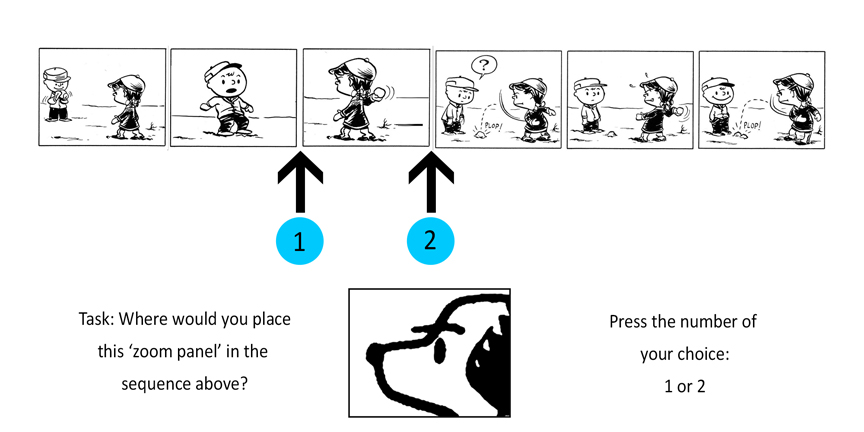 ?
PLOP!
PLOP!
1
2
Task: Where would you place
this ‘zoom panel’ in the
sequence above?
Press the number of
your choice:
1 or 2